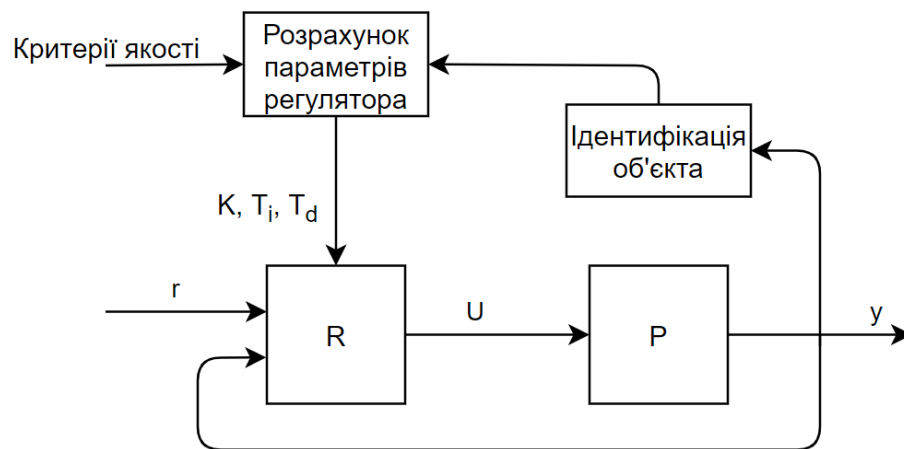 Критерії якості
Розрахунок
параметрів
регулятора
Ідентифікація
об'єкта
K, Ti, Td
r
R
U
P
y